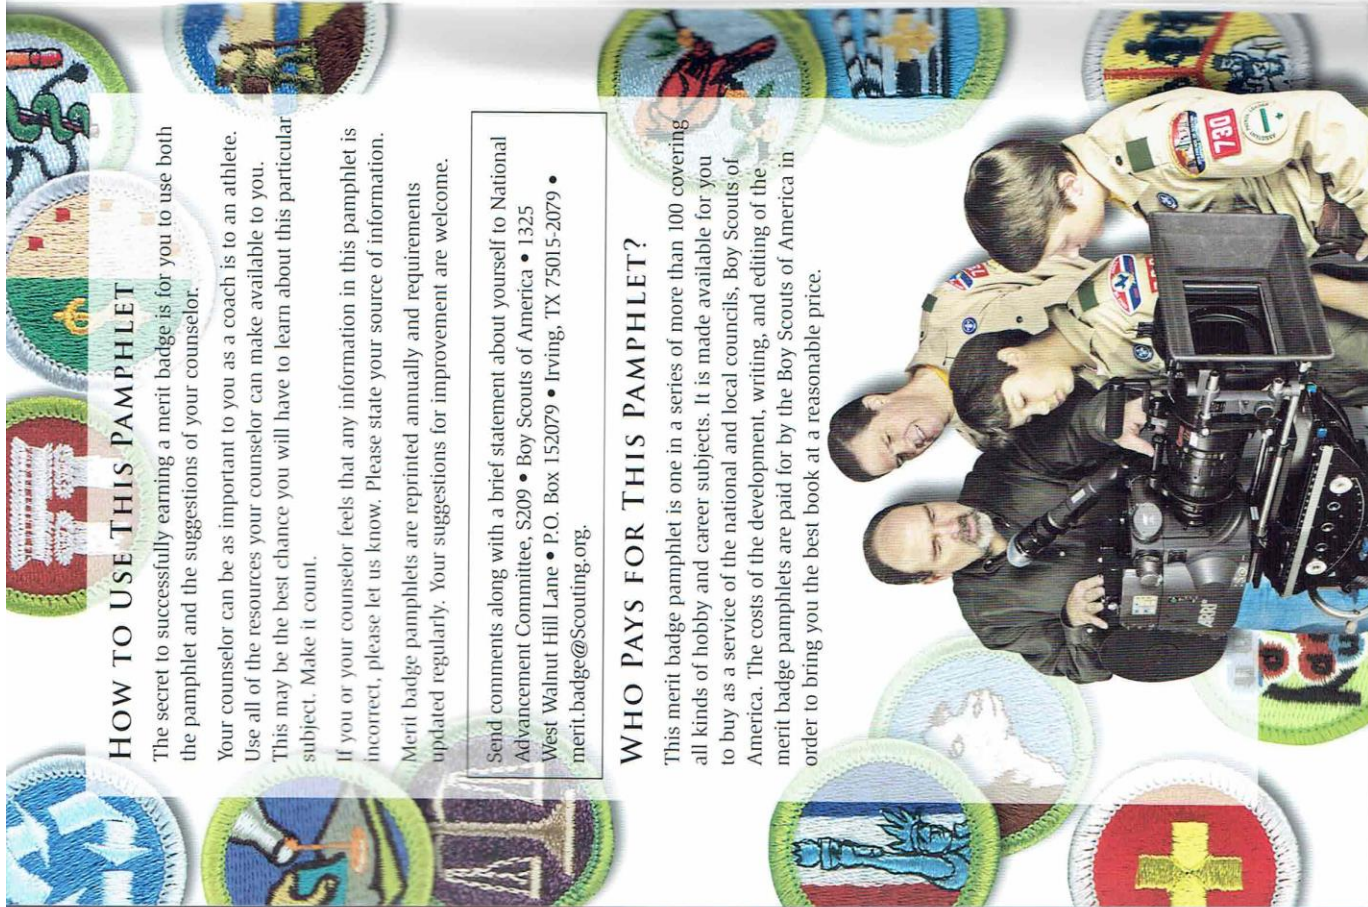 HOW TO USE THIS PAMPHLET
The secret to successfully earning a merit badge is for you to use both
the pamphlet and the suggestions of your counselor.
Your counselor can be as important to you as a coach is to an athlete.
Use all of the resources your counselor can make available to you.
This may be the best chance you will have to learn about this particular
subject. Make it count.
If you or your counselor feels that any information in this pamphlet is
incorrect, please let us know. Please state your source of information.
Merit badge pamphlets are reprinted annually and requirements
updated regularly. Your suggestions for improvement are welcome.
Send comments along with a brief statement about yourself to National
Advancement Committee, S209 • Boy Scouts of America • 1325
West Walnut Hill Lane • P.O. Box 152079 • Irving, TX 75015-2079 •
merit.badge@Scouting.org.
WHO PAYS FOR THIS PAMPHLET?
This merit badge pamphlet is one in a series of more than 100 covering
all kinds of hobby and career subjects. It is made available for you
to buy as a service of the national and local councils, Boy Scouts of
America. The costs of the development, writing, and editing of the
merit badge pamphlets are paid for by the Boy Scouts of America in
order to bring you the best book at a reasonable price.
730
ARRI